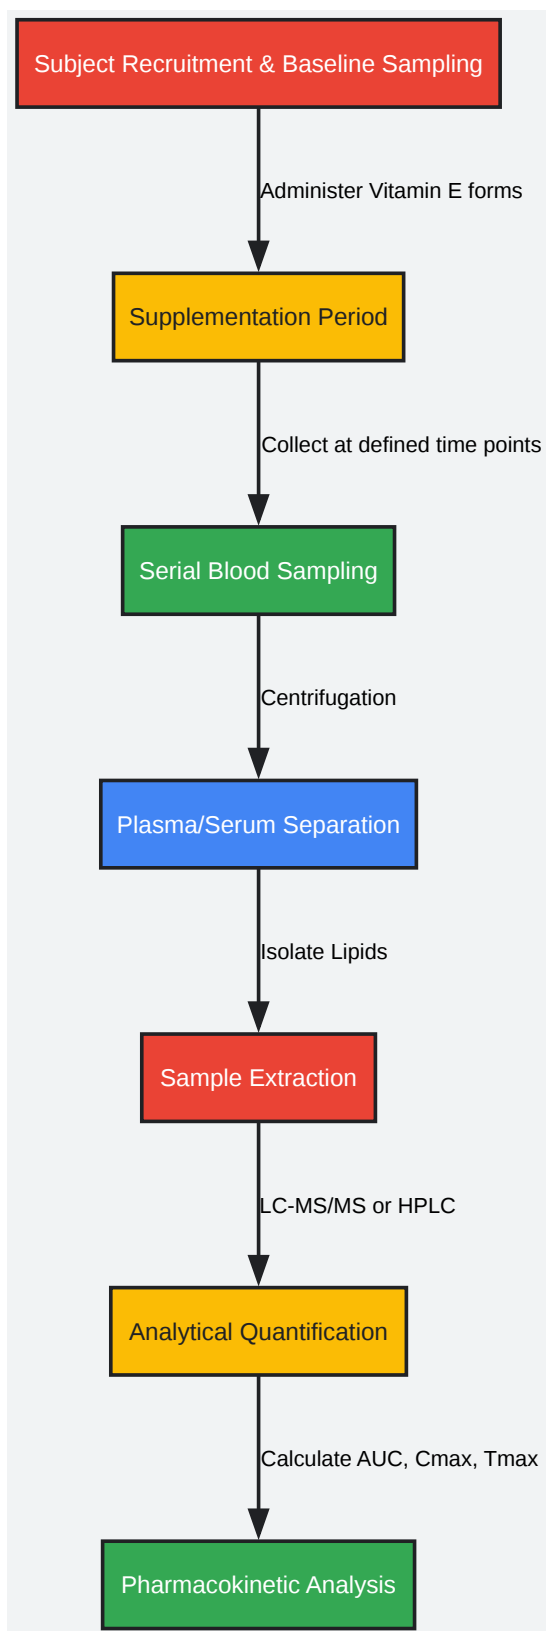 Subject Recruitment & Baseline Sampling
Administer Vitamin E forms
Supplementation Period
Collect at defined time points
Serial Blood Sampling
Centrifugation
Plasma/Serum Separation
Isolate Lipids
Sample Extraction
LC-MS/MS or HPLC
Analytical Quantification
Calculate AUC, Cmax, Tmax
Pharmacokinetic Analysis